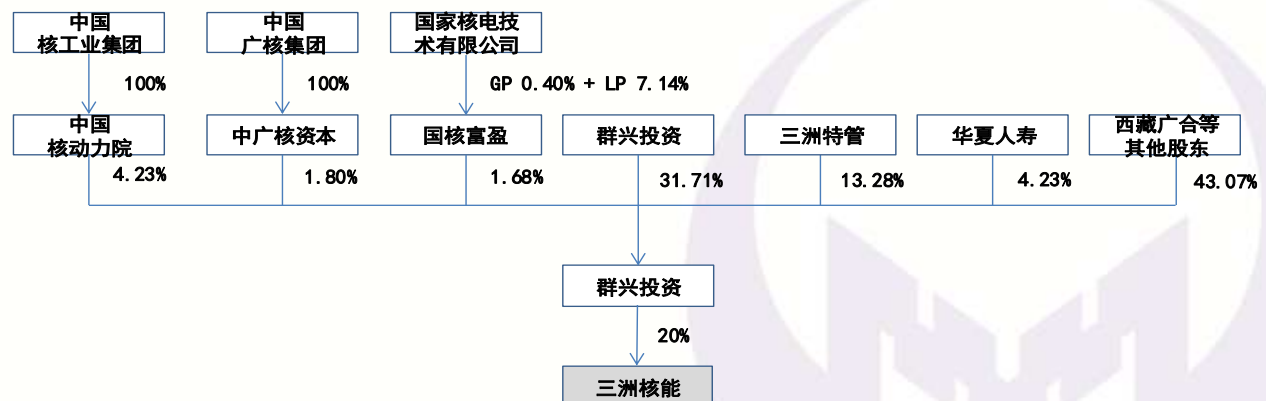 中国
核工业集团
中国
广核集团
国家核电技
术有限公司
100%
100%
GP 0.40% + LP 7.14%
中国
核动力院
中广核资本
国核富盈
群兴投资
三洲特管
华夏人寿
西藏广合等
其他股东
4.23%
1.80%
1.68%
31.71%
13.28%
4.23%
43.07%
群兴投资
20%
三洲核能